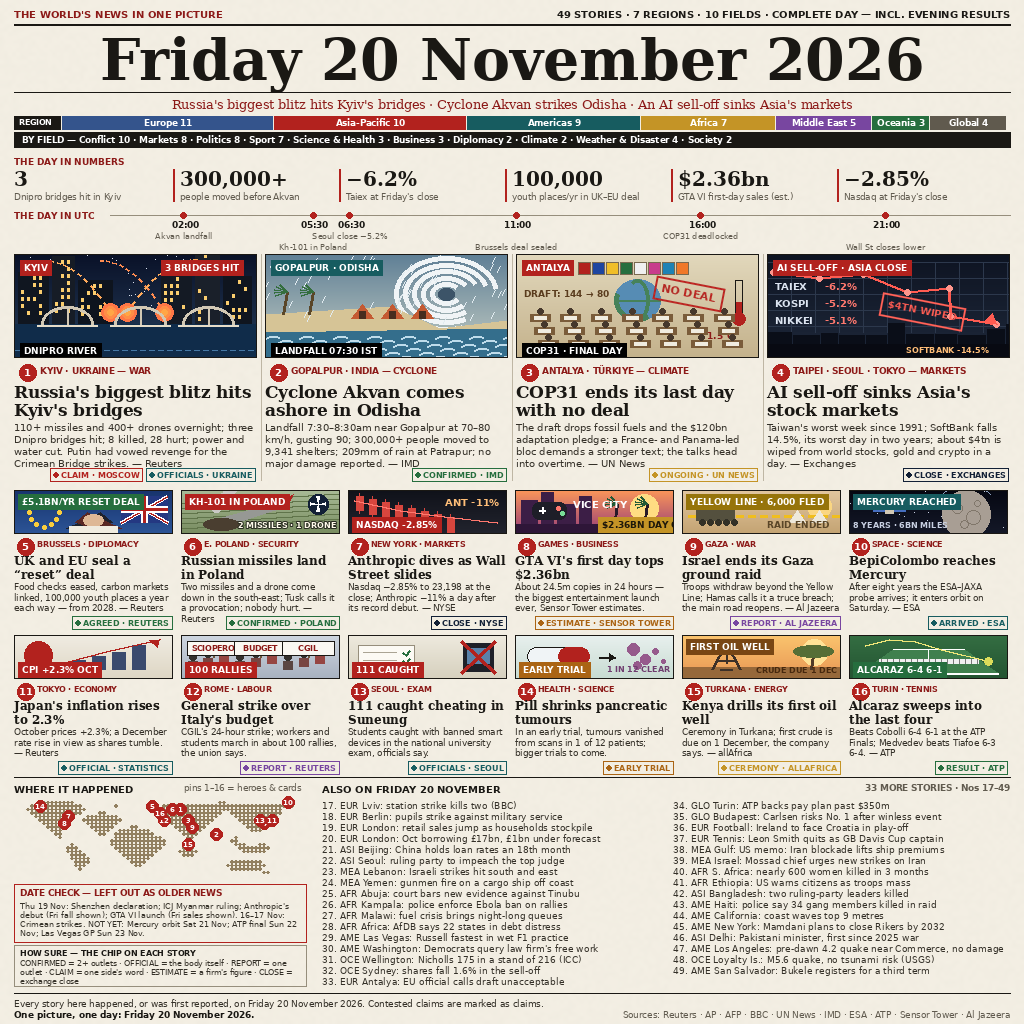 THE WORLD'S NEWS IN ONE PICTURE
49 STORIES · 7 REGIONS · 10 FIELDS · COMPLETE DAY — INCL. EVENING RESULTS
Friday 20 November 2026
Russia's biggest blitz hits Kyiv's bridges · Cyclone Akvan strikes Odisha · An AI sell-off sinks Asia's markets
REGION
Europe 11
Asia-Pacific 10
Americas 9
Africa 7
Middle East 5
Oceania 3
Global 4
BY FIELD — Conflict 10 · Markets 8 · Politics 8 · Sport 7 · Science & Health 3 · Business 3 · Diplomacy 2 · Climate 2 · Weather & Disaster 4 · Society 2
THE DAY IN NUMBERS
3
Dnipro bridges hit in Kyiv
300,000+
people moved before Akvan
−6.2%
Taiex at Friday's close
100,000
youth places/yr in UK–EU deal
$2.36bn
GTA VI first-day sales (est.)
−2.85%
Nasdaq at Friday's close
THE DAY IN UTC
02:00
Akvan landfall
05:30
Kh-101 in Poland
06:30
Seoul close −5.2%
11:00
Brussels deal sealed
16:00
COP31 deadlocked
21:00
Wall St closes lower
KYIV
3 BRIDGES HIT
DNIPRO RIVER
GOPALPUR · ODISHA
LANDFALL 07:30 IST
ANTALYA
DRAFT: 144 → 80
NO DEAL
COP31 · FINAL DAY
AI SELL-OFF · ASIA CLOSE
TAIEX -6.2%
KOSPI -5.2%
NIKKEI -5.1%
SOFTBANK -14.5%
1 KYIV · UKRAINE — WAR
Russia's biggest blitz hits
Kyiv's bridges
110+ missiles and 400+ drones overnight; three
Dnipro bridges hit; 8 killed, 28 hurt; power and
water cut. Putin had vowed revenge for the
Crimean Bridge strikes. — Reuters
◆ CLAIM · MOSCOW
◆ OFFICIALS · UKRAINE
2 GOPALPUR · INDIA — CYCLONE
Cyclone Akvan comes
ashore in Odisha
Landfall 7:30–8:30am near Gopalpur at 70–80
km/h, gusting 90; 300,000+ people moved to
9,341 shelters; 209mm of rain at Patrapur; no
major damage reported. — IMD
◆ CONFIRMED · IMD
3 ANTALYA · TÜRKIYE — CLIMATE
COP31 ends its last day
with no deal
The draft drops fossil fuels and the $120bn
adaptation pledge; a France- and Panama-led
bloc demands a stronger text; the talks head
into overtime. — UN News
◆ ONGOING · UN NEWS
4 TAIPEI · SEOUL · TOKYO — MARKETS
AI sell-off sinks Asia's
stock markets
Taiwan's worst week since 1991; SoftBank falls
14.5%, its worst day in two years; about $4tn is
wiped from world stocks, gold and crypto in a
day. — Exchanges
◆ CLOSE · EXCHANGES
£5.1BN/YR RESET DEAL
KH-101 IN POLAND
2 MISSILES · 1 DRONE
ANT -11%
NASDAQ -2.85%
VICE CITY
$2.36BN DAY
YELLOW LINE · 6,000 FLED
RAID ENDED
MERCURY REACHED
8 YEARS · 6BN MILES
5 BRUSSELS · DIPLOMACY
UK and EU seal a
“reset” deal
Food checks eased, carbon markets
linked, 100,000 youth places a year
each way — from 2028. — Reuters
◆ AGREED · REUTERS
6 E. POLAND · SECURITY
Russian missiles land
in Poland
Two missiles and a drone come
down in the south-east; Tusk calls it
a provocation; nobody hurt. —
Reuters
◆ CONFIRMED · POLAND
7 NEW YORK · MARKETS
Anthropic dives as Wall
Street slides
Nasdaq −2.85% to 23,198 at the
close; Anthropic −11% a day after
its record debut. — NYSE
◆ CLOSE · NYSE
8 GAMES · BUSINESS
GTA VI's first day tops
$2.36bn
About 24.5m copies in 24 hours —
the biggest entertainment launch
ever, Sensor Tower estimates.
◆ ESTIMATE · SENSOR TOWER
9 GAZA · WAR
Israel ends its Gaza
ground raid
Troops withdraw beyond the Yellow
Line; Hamas calls it a truce breach;
the main road reopens. — Al Jazeera
◆ REPORT · AL JAZEERA
10 SPACE · SCIENCE
BepiColombo reaches
Mercury
After eight years the ESA–JAXA
probe arrives; it enters orbit on
Saturday. — ESA
◆ ARRIVED · ESA
CPI +2.3% OCT
SCIOPERO
BUDGET
CGIL
100 RALLIES
111 CAUGHT
EARLY TRIAL
1 IN 12 CLEAR
FIRST OIL WELL
CRUDE DUE 1 DEC
ALCARAZ 6-4 6-1
11 TOKYO · ECONOMY
Japan's inflation rises
to 2.3%
October prices +2.3%; a December
rate rise in view as shares tumble.
— Reuters
◆ OFFICIAL · STATISTICS
12 ROME · LABOUR
General strike over
Italy's budget
CGIL's 24-hour strike; workers and
students march in about 100 rallies,
the union says.
◆ REPORT · REUTERS
13 SEOUL · EXAM
111 caught cheating in
Suneung
Students caught with banned smart
devices in the national university
exam, officials say.
◆ OFFICIALS · SEOUL
14 HEALTH · SCIENCE
Pill shrinks pancreatic
tumours
In an early trial, tumours vanished
from scans in 1 of 12 patients;
bigger trials to come.
◆ EARLY TRIAL
15 TURKANA · ENERGY
Kenya drills its first oil
well
Ceremony in Turkana; first crude is
due on 1 December, the company
says. — allAfrica
◆ CEREMONY · ALLAFRICA
16 TURIN · TENNIS
Alcaraz sweeps into
the last four
Beats Cobolli 6-4 6-1 at the ATP
Finals; Medvedev beats Tiafoe 6-3
6-4. — ATP
◆ RESULT · ATP
WHERE IT HAPPENED
pins 1–16 = heroes & cards
DATE CHECK — LEFT OUT AS OLDER NEWS
Thu 19 Nov: Shenzhen declaration; ICJ Myanmar ruling; Anthropic's
debut (Fri fall shown); GTA VI launch (Fri sales shown). 16–17 Nov:
Crimean strikes. NOT YET: Mercury orbit Sat 21 Nov; ATP final Sun 22
Nov; Las Vegas GP Sun 23 Nov.
HOW SURE — THE CHIP ON EACH STORY
CONFIRMED = 2+ outlets · OFFICIAL = the body itself · REPORT = one
outlet · CLAIM = one side's word · ESTIMATE = a firm's figure · CLOSE =
exchange close
ALSO ON FRIDAY 20 NOVEMBER
33 MORE STORIES · Nos 17–49
17. EUR Lviv: station strike kills two (BBC)
18. EUR Berlin: pupils strike against military service
19. EUR London: retail sales jump as households stockpile
20. EUR London: Oct borrowing £17bn, £1bn under forecast
21. ASI Beijing: China holds loan rates an 18th month
22. ASI Seoul: ruling party to impeach the top judge
23. MEA Lebanon: Israeli strikes hit south and east
24. MEA Yemen: gunmen fire on a cargo ship off coast
25. AFR Abuja: court bars new evidence against Tinubu
26. AFR Kampala: police enforce Ebola ban on rallies
27. AFR Malawi: fuel crisis brings night-long queues
28. AFR Africa: AfDB says 22 states in debt distress
29. AME Las Vegas: Russell fastest in wet F1 practice
30. AME Washington: Democrats query law firm's free work
31. OCE Wellington: Nicholls 175 in a stand of 216 (ICC)
32. OCE Sydney: shares fall 1.6% in the sell-off
33. EUR Antalya: EU official calls draft unacceptable
34. GLO Turin: ATP backs pay plan past $350m
35. GLO Budapest: Carlsen risks No. 1 after winless event
36. EUR Football: Ireland to face Croatia in play-off
37. EUR Tennis: Leon Smith quits as GB Davis Cup captain
38. MEA Gulf: US memo: Iran blockade lifts ship premiums
39. MEA Israel: Mossad chief urges new strikes on Iran
40. AFR S. Africa: nearly 600 women killed in 3 months
41. AFR Ethiopia: US warns citizens as troops mass
42. ASI Bangladesh: two ruling-party leaders killed
43. AME Haiti: police say 34 gang members killed in raid
44. AME California: coast waves top 9 metres
45. AME New York: Mamdani plans to close Rikers by 2032
46. ASI Delhi: Pakistani minister, first since 2025 war
47. AME Los Angeles: pre-dawn 4.2 quake near Commerce, no damage
48. OCE Loyalty Is.: M5.6 quake, no tsunami risk (USGS)
49. AME San Salvador: Bukele registers for a third term
Every story here happened, or was first reported, on Friday 20 November 2026. Contested claims are marked as claims.
One picture, one day: Friday 20 November 2026.
Sources: Reuters · AP · AFP · BBC · UN News · IMD · ESA · ATP · Sensor Tower · Al Jazeera